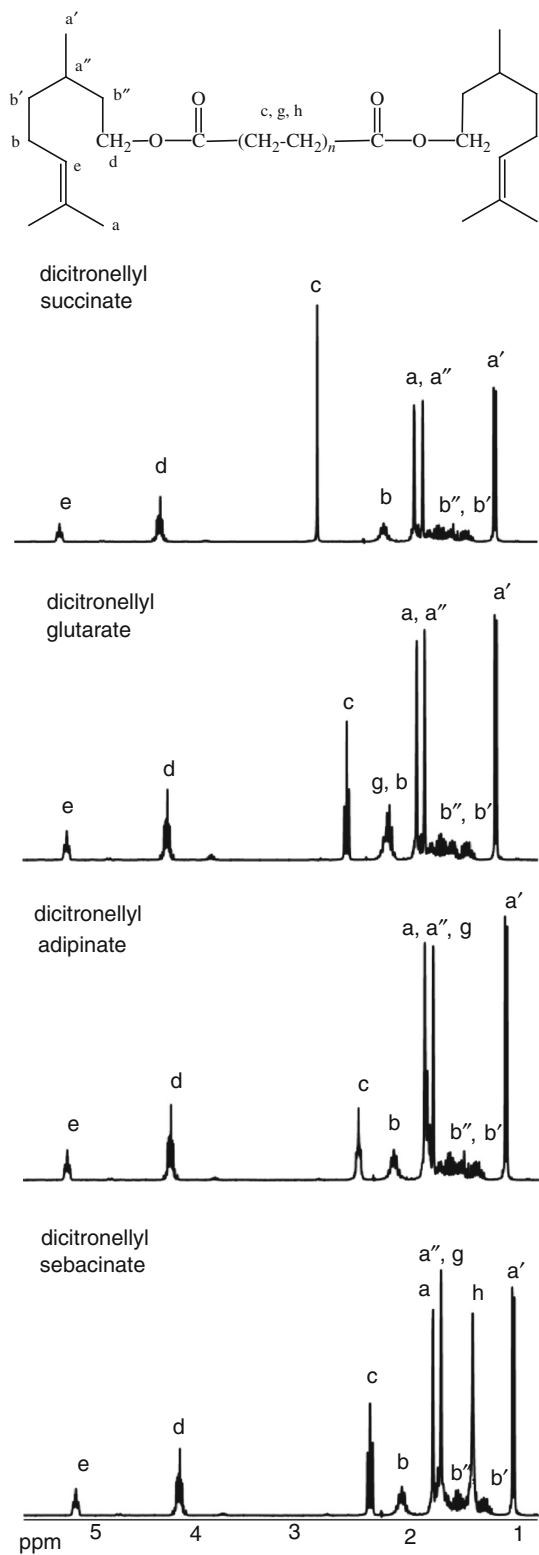 a′
a″
b′ b″
O O
c, g, h
b
CH₂–O–C–(CH₂-CH₂)ₙ–C–O–CH₂
e d
a
dicitronellyl
succinate
c
a′
a, a″
d
e b b″, b′
dicitronellyl
glutarate
a′
a, a″
c
d
g, b
e b″, b′
dicitronellyl
adipinate
a′
a, a″, g
d c
e b b″, b′
dicitronellyl
sebacinate
a″, g
a h a′
c
d
e b b″, b′
ppm 5 4 3 2 1